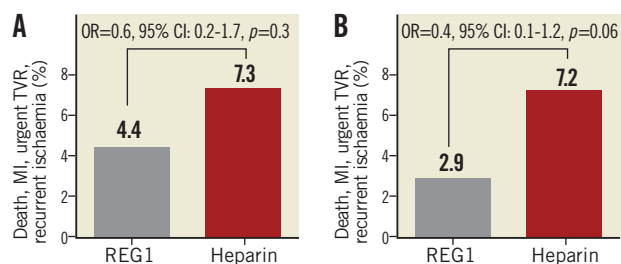 A
OR=0.6, 95% CI: 0.2-1.7, p=0.3
Death, MI, urgent TVR,
recurrent ischaemia (%)
8
6
4
2
0
4.4
7.3
REG1
Heparin
B
OR=0.4, 95% CI: 0.1-1.2, p=0.06
Death, MI, urgent TVR,
recurrent ischaemia (%)
8
6
4
2
0
2.9
7.2
REG1
Heparin